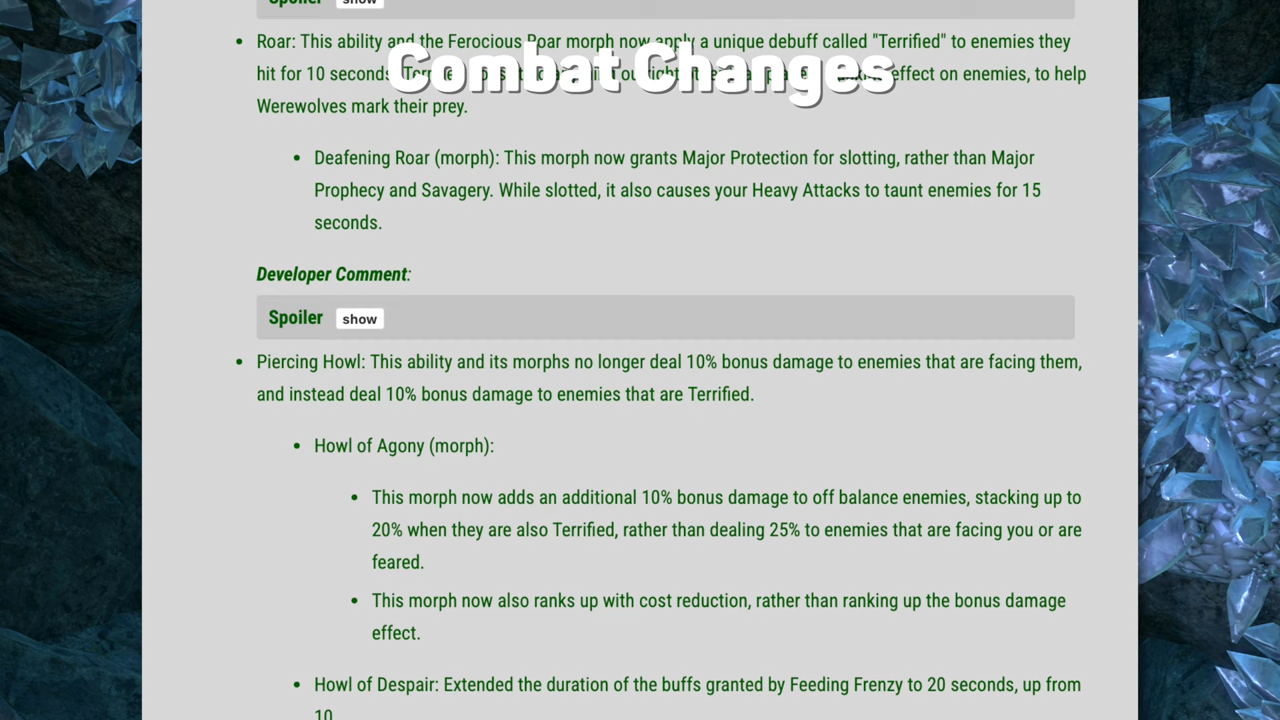 Spoiler show
Roar: This ability and the Ferocious Roar morph now apply a unique debuff called "Terrified" to enemies they
Combat Changes
hit for 10 seconds. effect on enemies, to help
Werewolves mark their prey.
Deafening Roar (morph): This morph now grants Major Protection for slotting, rather than Major
Prophecy and Savagery. While slotted, it also causes your Heavy Attacks to taunt enemies for 15
seconds.
Developer Comment:
Spoiler show
Piercing Howl: This ability and its morphs no longer deal 10% bonus damage to enemies that are facing them,
and instead deal 10% bonus damage to enemies that are Terrified.
Howl of Agony (morph):
This morph now adds an additional 10% bonus damage to off balance enemies, stacking up to
20% when they are also Terrified, rather than dealing 25% to enemies that are facing you or are
feared.
This morph now also ranks up with cost reduction, rather than ranking up the bonus damage
effect.
Howl of Despair: Extended the duration of the buffs granted by Feeding Frenzy to 20 seconds, up from
10.